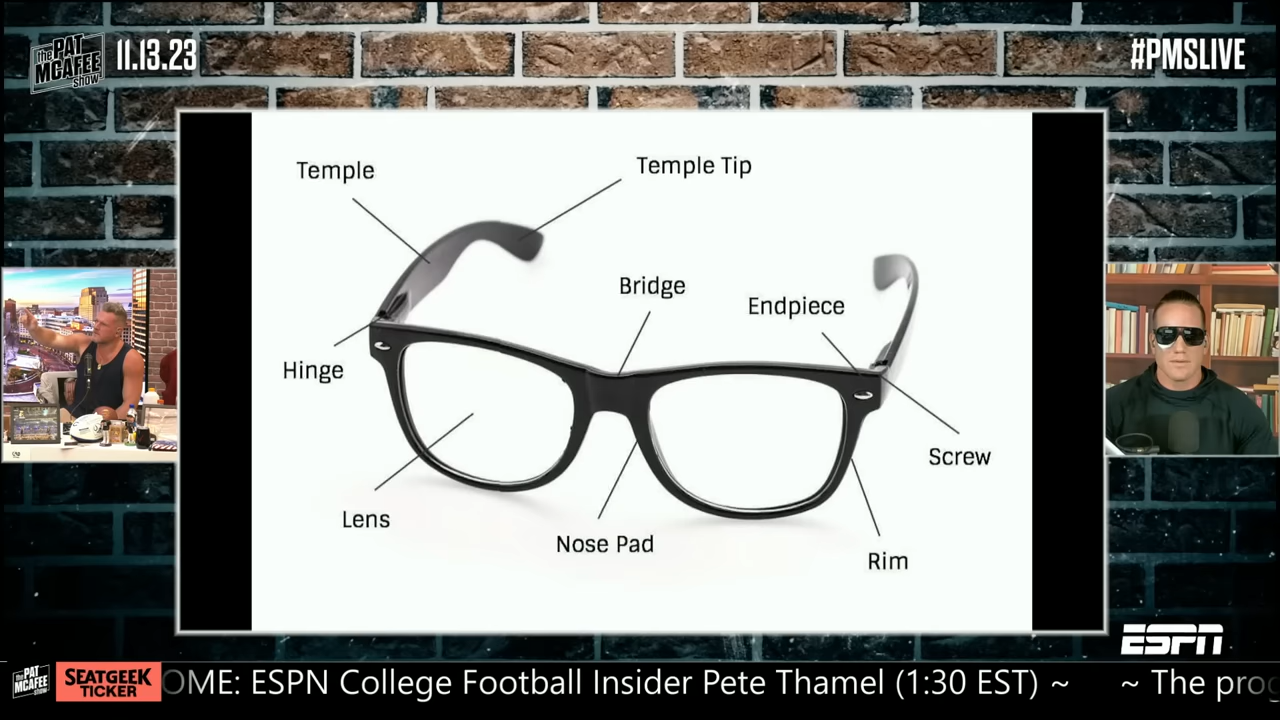 the PAT MCAFEE show
11.13.23
#PMSLIVE
Temple
Temple Tip
Bridge
Endpiece
Hinge
Screw
Lens
Nose Pad
Rim
ESPN
the PAT MCAFEE show
SEATGEEK
TICKER
OME: ESPN College Football Insider Pete Thamel (1:30 EST) ~ ~ The prog